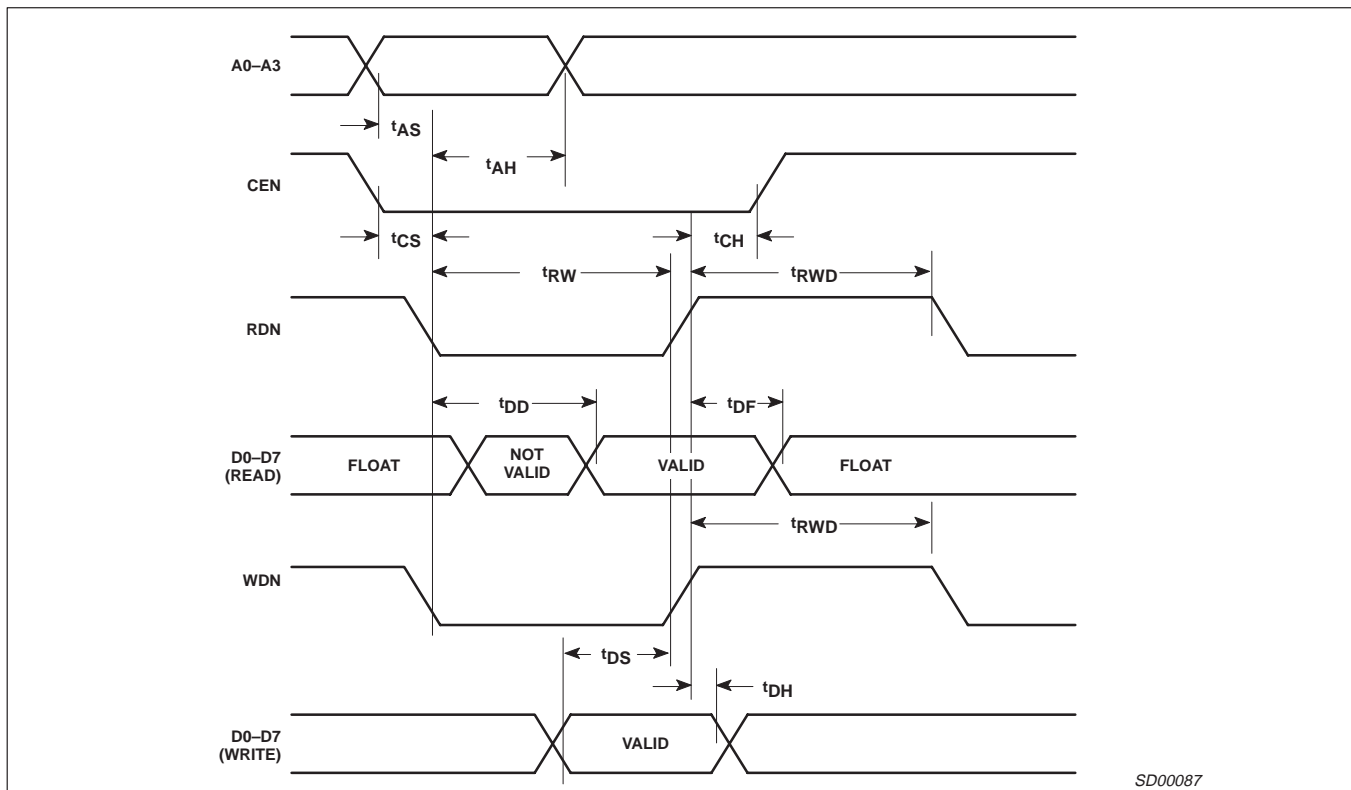 A0–A3
tAS
tAH
CEN
tCS
tCH
tRW
tRWD
RDN
tDD
tDF
D0–D7
(READ)
FLOAT
NOT
VALID
VALID
FLOAT
tRWD
WDN
tDS
tDH
D0–D7
(WRITE)
VALID
SD00087